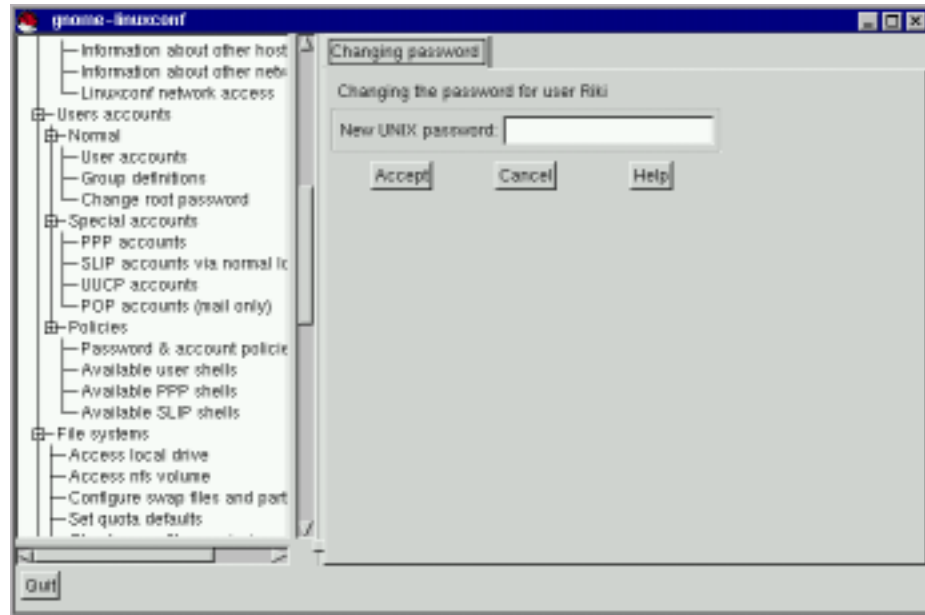 gnome-linuxconf
Information about other host
Information about other netw
Linuxconf network access
Users accounts
Normal
User accounts
Group definitions
Change root password
Special accounts
PPP accounts
SLIP accounts via normal lo
UUCP accounts
POP accounts (mail only)
Policies
Password & account policie
Available user shells
Available PPP shells
Available SLIP shells
File systems
Access local drive
Access nfs volume
Configure swap files and part
Set quota defaults
Changing password
Changing the password for user Riki
New UNIX password:
Accept Cancel Help
Quit